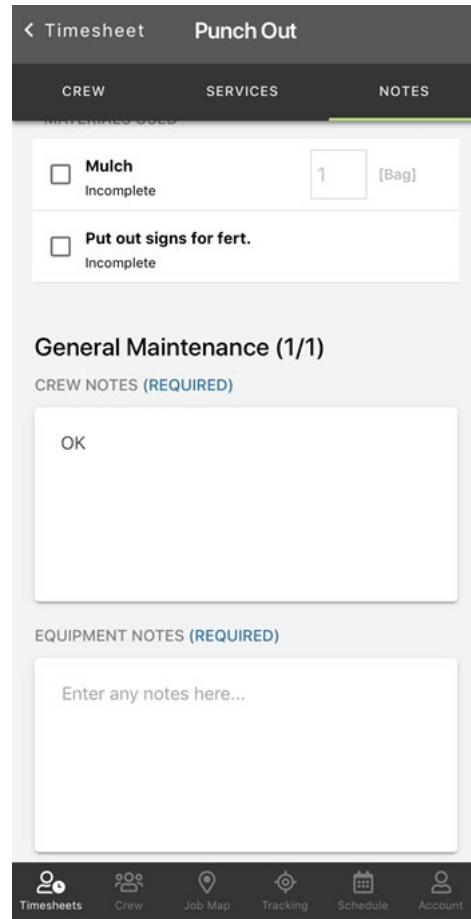 Timesheet Punch Out
CREW SERVICES NOTES
MATERIALS USED
Mulch 1 [Bag]
Incomplete
Put out signs for fert.
Incomplete
General Maintenance (1/1)
CREW NOTES (REQUIRED)
OK
EQUIPMENT NOTES (REQUIRED)
Enter any notes here...
Timesheets Crew Job Map Tracking Schedule Account